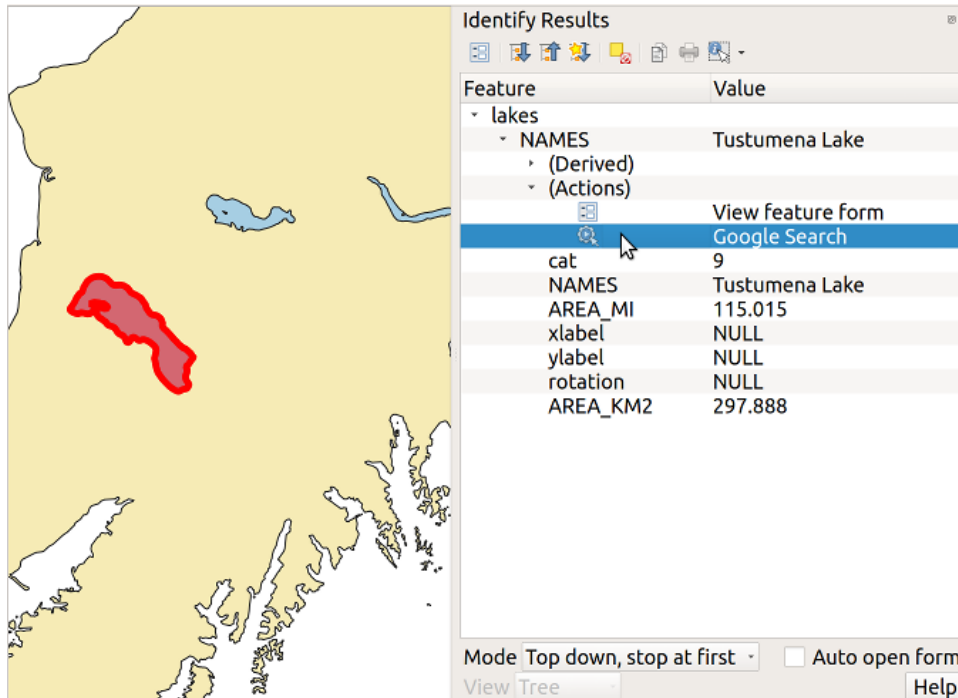 Identify Results
Feature Value
lakes
NAMES Tustumena Lake
(Derived)
(Actions)
View feature form
Google Search
cat 9
NAMES Tustumena Lake
AREA_MI 115.015
xlabel NULL
ylabel NULL
rotation NULL
AREA_KM2 297.888
Mode Top down, stop at first Auto open form
View Tree Help